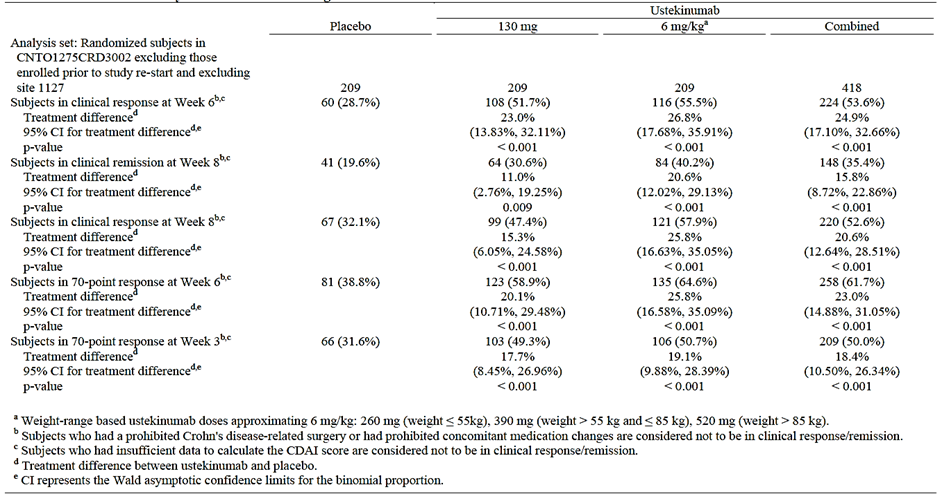 Ustekinumab
Placebo 130 mg 6 mg/kgᵃ Combined
Analysis set: Randomized subjects in
CNTO1275CRD3002 excluding those
enrolled prior to study re-start and excluding
site 1127 209 209 209 418
Subjects in clinical response at Week 6ᵇ,ᶜ 60 (28.7%) 108 (51.7%) 116 (55.5%) 224 (53.6%)
Treatment differenceᵈ 23.0% 26.8% 24.9%
95% CI for treatment differenceᵈ,ᵉ (13.83%, 32.11%) (17.68%, 35.91%) (17.10%, 32.66%)
p-value < 0.001 < 0.001 < 0.001
Subjects in clinical remission at Week 8ᵇ,ᶜ 41 (19.6%) 64 (30.6%) 84 (40.2%) 148 (35.4%)
Treatment differenceᵈ 11.0% 20.6% 15.8%
95% CI for treatment differenceᵈ,ᵉ (2.76%, 19.25%) (12.02%, 29.13%) (8.72%, 22.86%)
p-value 0.009 < 0.001 < 0.001
Subjects in clinical response at Week 8ᵇ,ᶜ 67 (32.1%) 99 (47.4%) 121 (57.9%) 220 (52.6%)
Treatment differenceᵈ 15.3% 25.8% 20.6%
95% CI for treatment differenceᵈ,ᵉ (6.05%, 24.58%) (16.63%, 35.05%) (12.64%, 28.51%)
p-value < 0.001 < 0.001 < 0.001
Subjects in 70-point response at Week 6ᵇ,ᶜ 81 (38.8%) 123 (58.9%) 135 (64.6%) 258 (61.7%)
Treatment differenceᵈ 20.1% 25.8% 23.0%
95% CI for treatment differenceᵈ,ᵉ (10.71%, 29.48%) (16.58%, 35.09%) (14.88%, 31.05%)
p-value < 0.001 < 0.001 < 0.001
Subjects in 70-point response at Week 3ᵇ,ᶜ 66 (31.6%) 103 (49.3%) 106 (50.7%) 209 (50.0%)
Treatment differenceᵈ 17.7% 19.1% 18.4%
95% CI for treatment differenceᵈ,ᵉ (8.45%, 26.96%) (9.88%, 28.39%) (10.50%, 26.34%)
p-value < 0.001 < 0.001 < 0.001
ᵃ Weight-range based ustekinumab doses approximating 6 mg/kg: 260 mg (weight ≤ 55kg), 390 mg (weight > 55 kg and ≤ 85 kg), 520 mg (weight > 85 kg).
ᵇ Subjects who had a prohibited Crohn's disease-related surgery or had prohibited concomitant medication changes are considered not to be in clinical response/remission.
ᶜ Subjects who had insufficient data to calculate the CDAI score are considered not to be in clinical response/remission.
ᵈ Treatment difference between ustekinumab and placebo.
ᵉ CI represents the Wald asymptotic confidence limits for the binomial proportion.